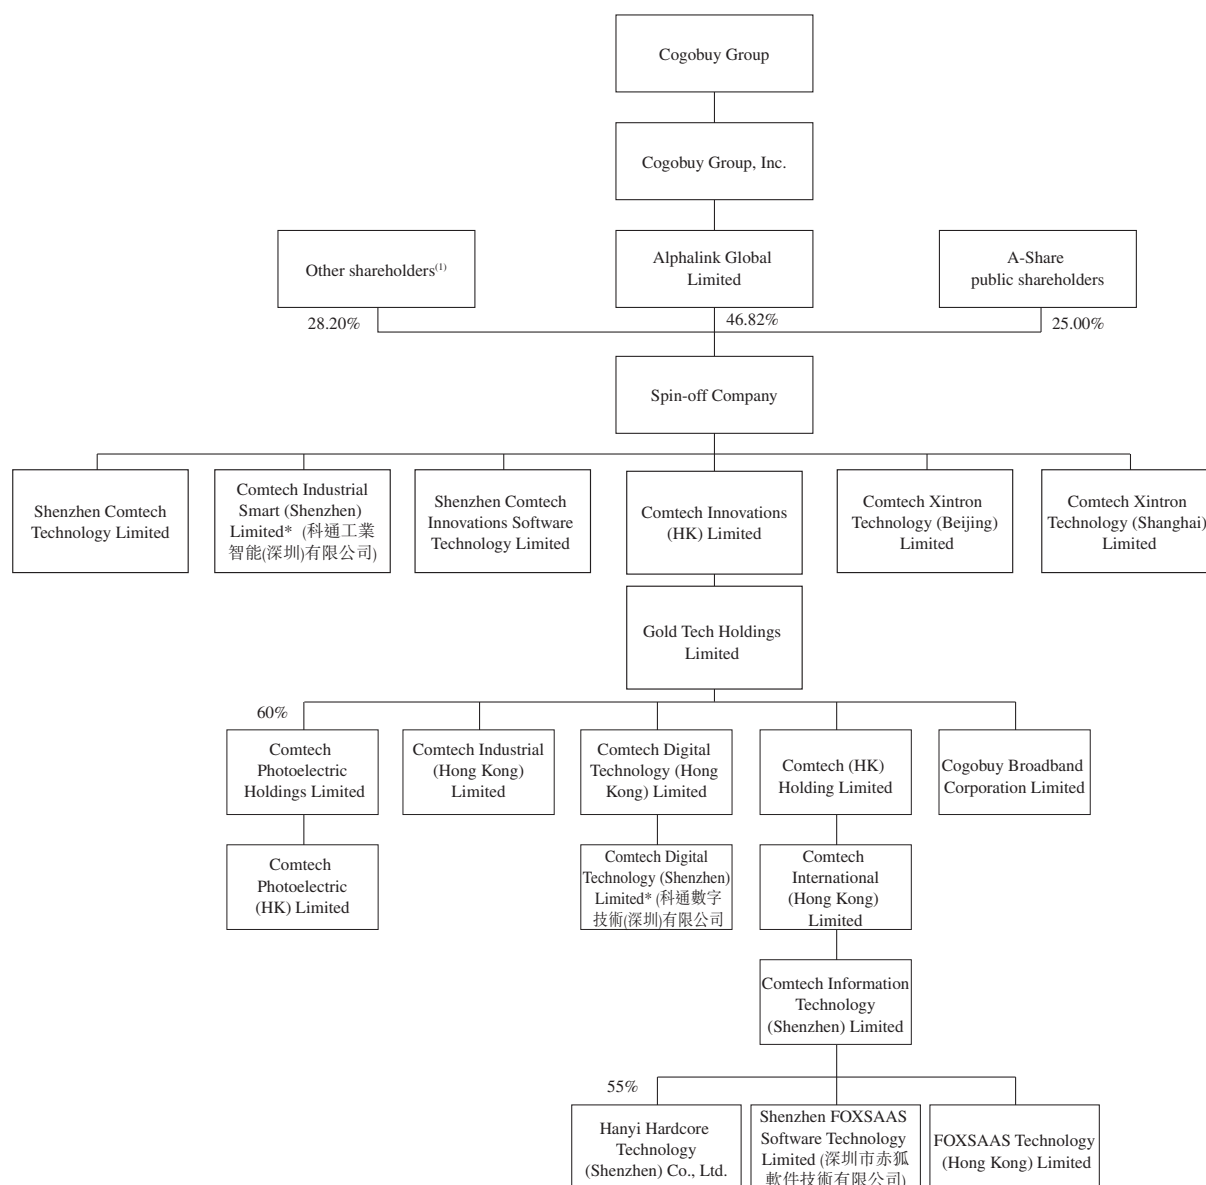 Cogobuy Group
Cogobuy Group, Inc.
Other shareholders(1)
Alphalink Global
Limited
A-Share
public shareholders
28.20%
46.82%
25.00%
Spin-off Company
Shenzhen Comtech
Technology Limited
Comtech Industrial
Smart (Shenzhen)
Limited* (科通工業
智能(深圳)有限公司)
Shenzhen Comtech
Innovations Software
Technology Limited
Comtech Innovations
(HK) Limited
Comtech Xintron
Technology (Beijing)
Limited
Comtech Xintron
Technology (Shanghai)
Limited
Gold Tech Holdings
Limited
60%
Comtech
Photoelectric
Holdings Limited
Comtech Industrial
(Hong Kong)
Limited
Comtech Digital
Technology (Hong
Kong) Limited
Comtech (HK)
Holding Limited
Cogobuy Broadband
Corporation Limited
Comtech
Photoelectric
(HK) Limited
Comtech Digital
Technology (Shenzhen)
Limited* (科通數字
技術(深圳)有限公司
Comtech
International
(Hong Kong)
Limited
Comtech Information
Technology
(Shenzhen) Limited
55%
Hanyi Hardcore
Technology
(Shenzhen) Co., Ltd.
Shenzhen FOXSAAS
Software Technology
Limited (深圳市赤狐
軟件技術有限公司)
FOXSAAS Technology
(Hong Kong) Limited